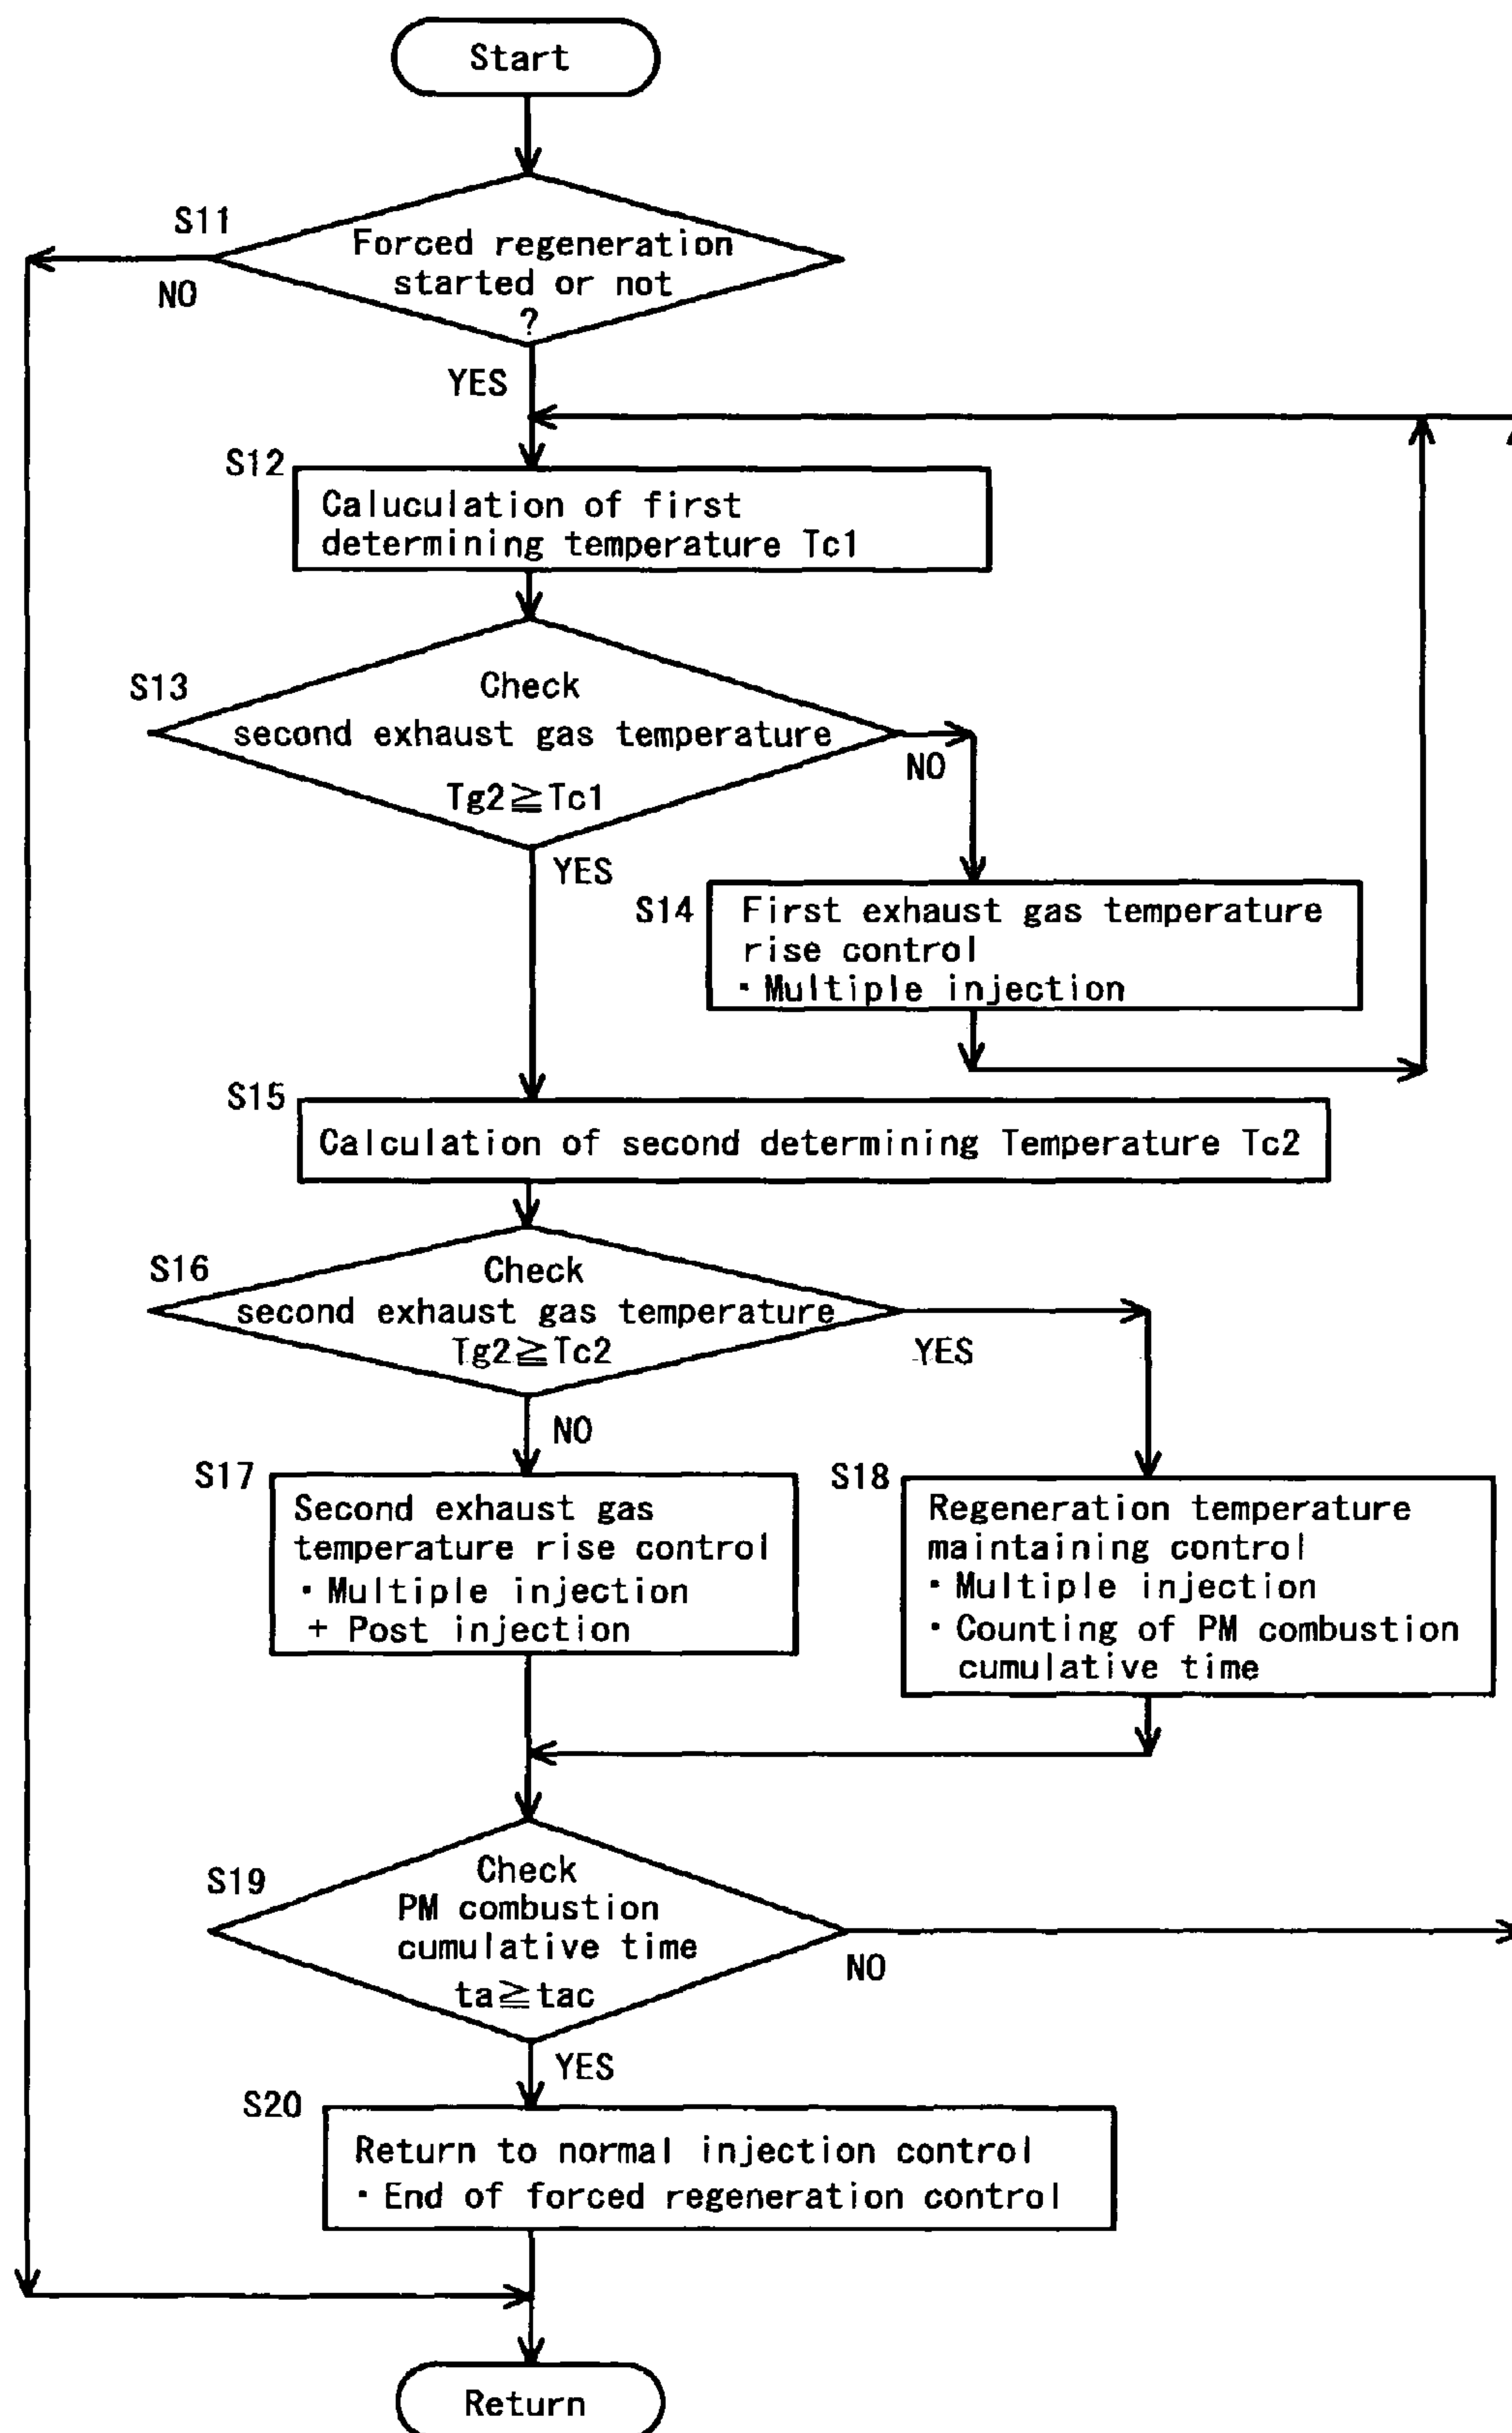 Start
S11
Forced regeneration
started or not
?
NO
YES
S12
Caluculation of first
determining temperature Tc1
S13
Check
second exhaust gas temperature
Tg2≧Tc1
NO
YES
S14
First exhaust gas temperature
rise control
・Multiple injection
S15
Calculation of second determining Temperature Tc2
S16
Check
second exhaust gas temperature
Tg2≧Tc2
YES
NO
S17
Second exhaust gas
temperature rise control
・Multiple injection
+ Post injection
S18
Regeneration temperature
maintaining control
・Multiple injection
・Counting of PM combustion
cumulative time
S19
Check
PM combustion
cumulative time
ta≧tac
NO
YES
S20
Return to normal injection control
・End of forced regeneration control
Return